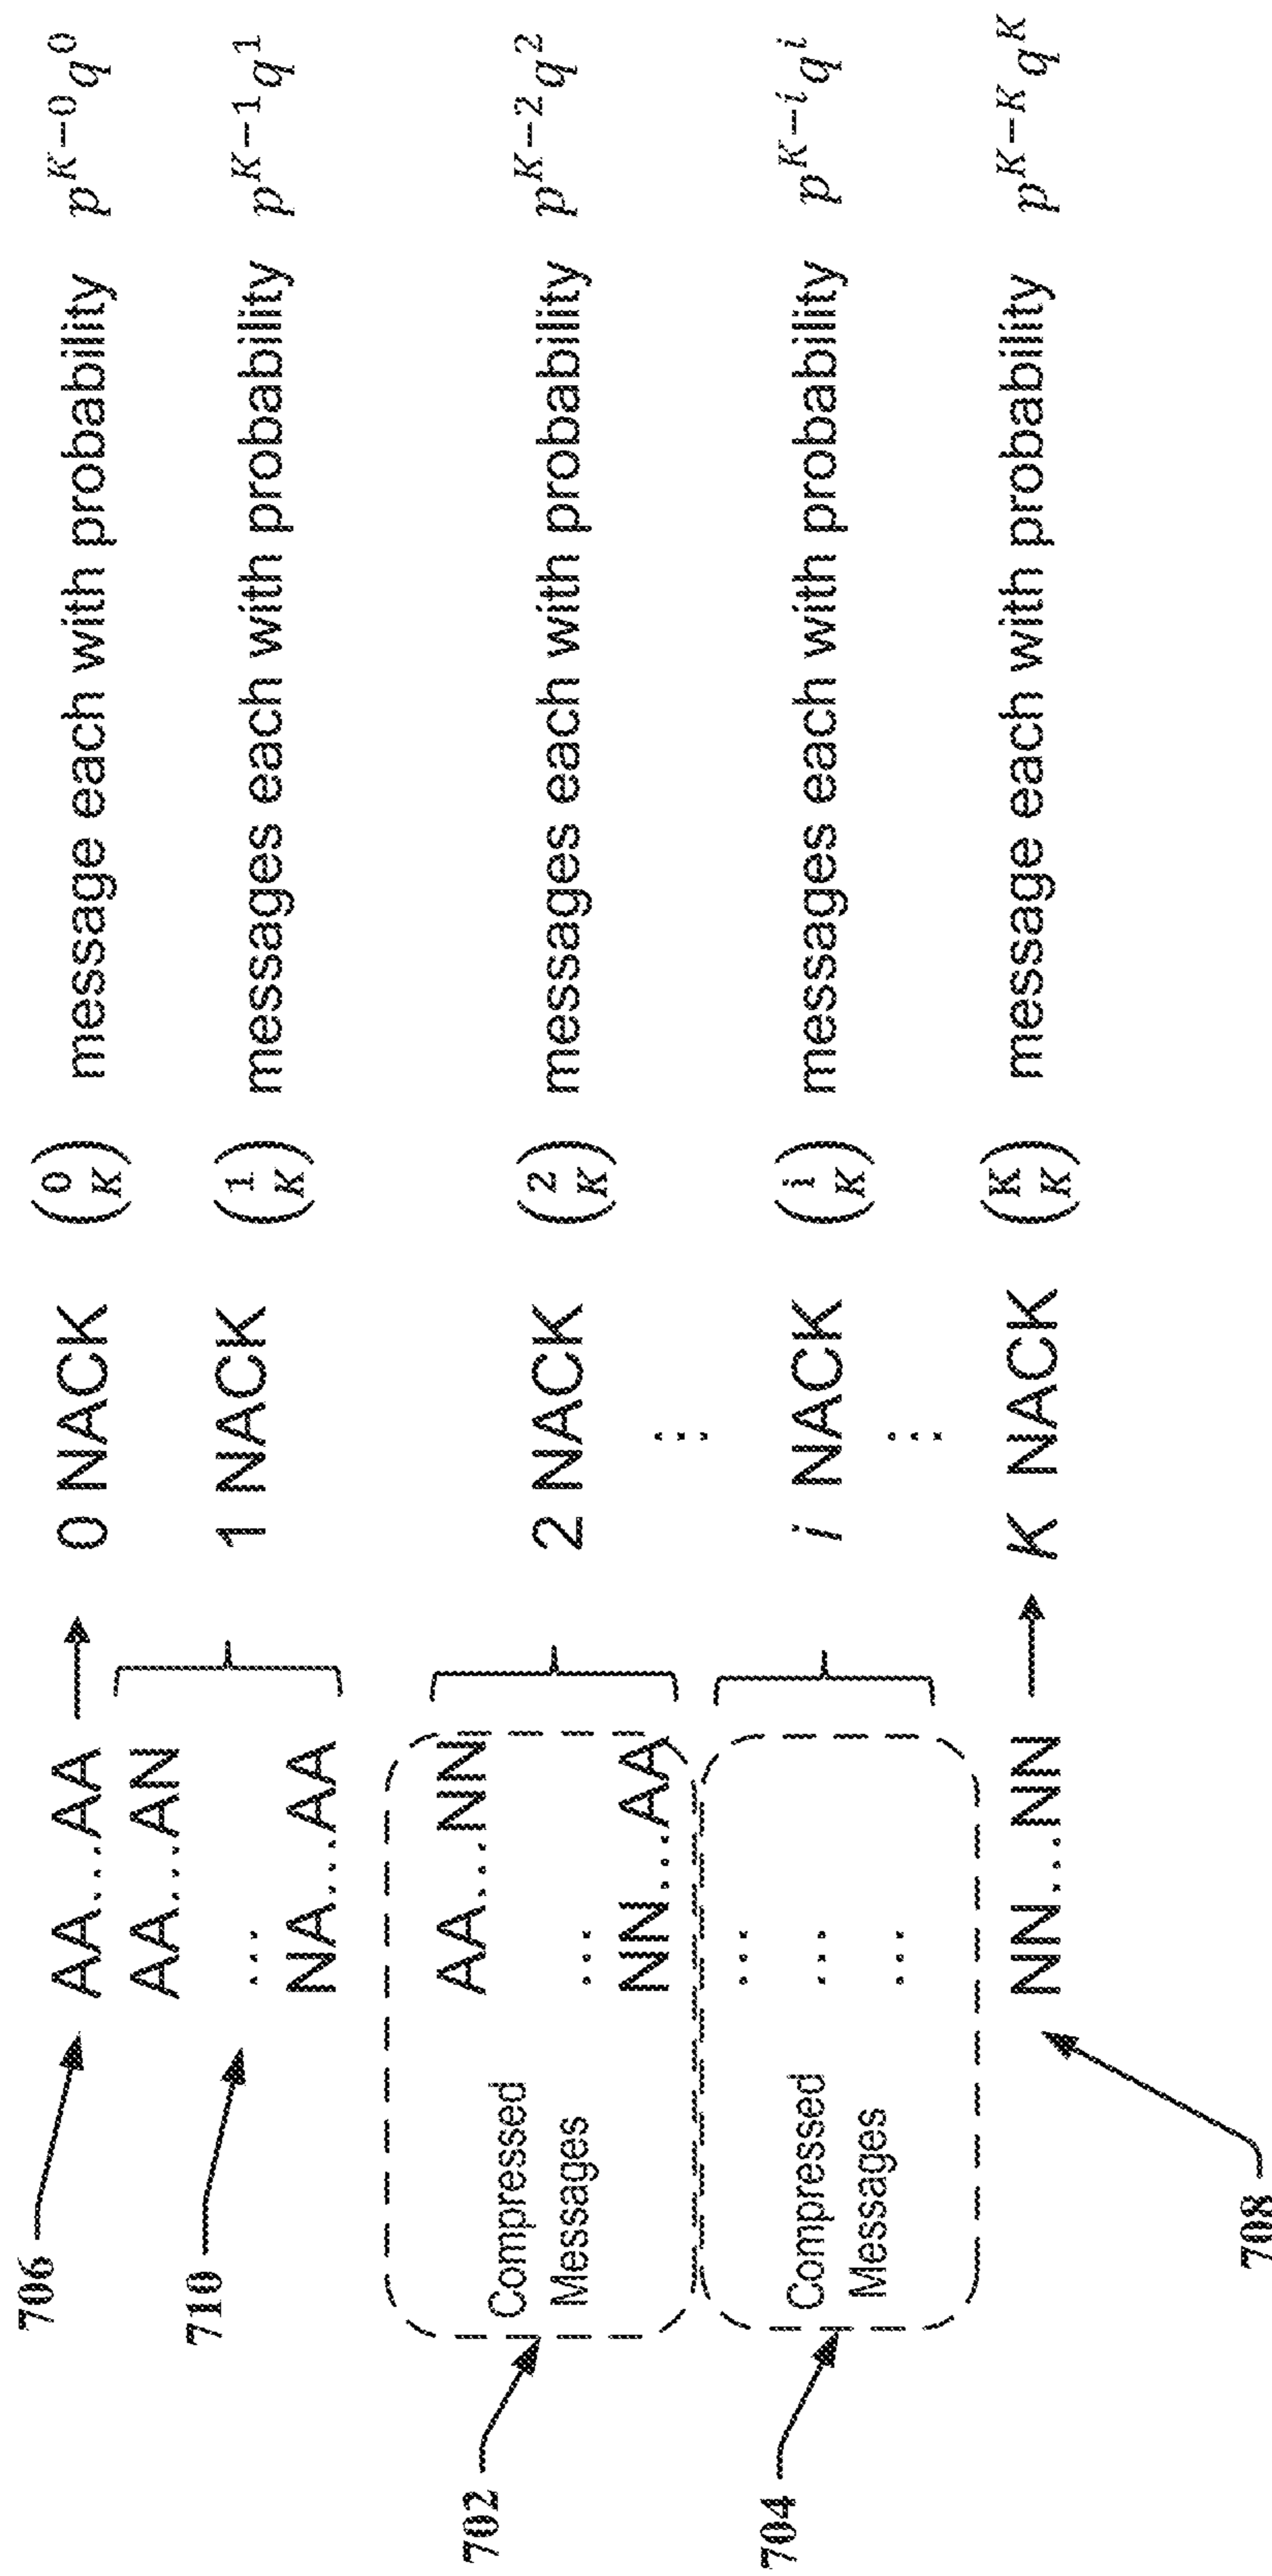 706 AA...AA → 0 NACK (0 K) message each with probability p^{K−0}q^0
AA...AN
710 ... 1 NACK (1 K) messages each with probability p^{K−1}q^1
NA...AA
AA...NN
702 Compressed Messages ... 2 NACK (2 K) messages each with probability p^{K−2}q^2
NN...AA
...
...
704 Compressed Messages ... i NACK (i K) messages each with probability p^{K−i}q^i
...
...
708 NN...NN → K NACK (K K) message each with probability p^{K−K}q^K